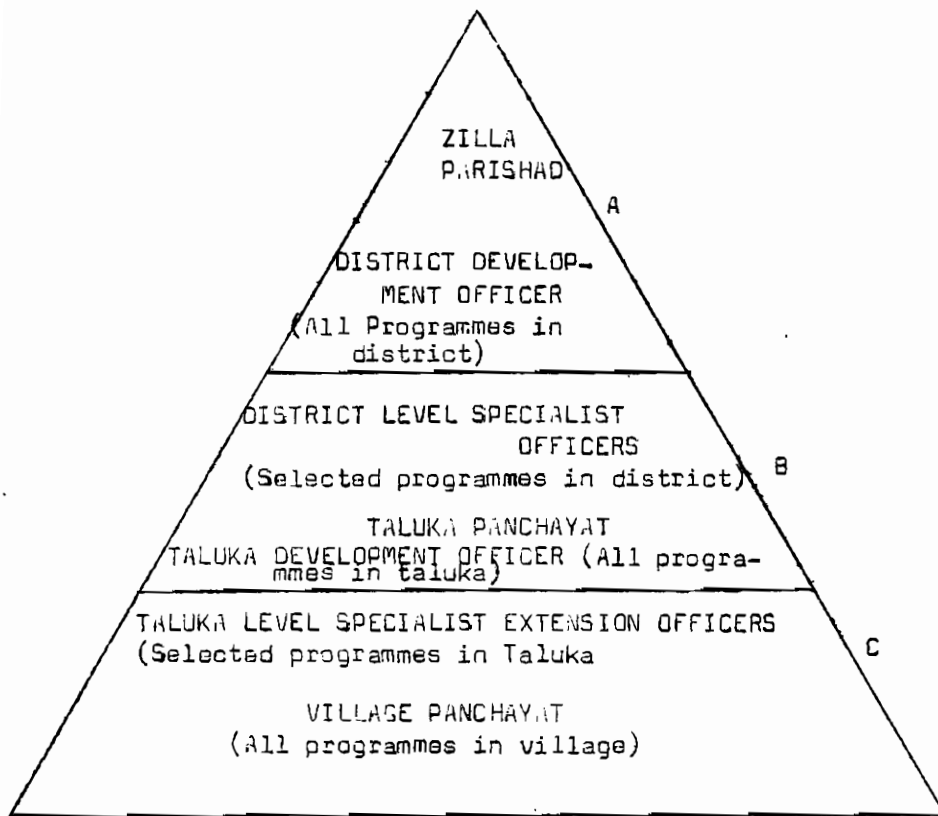 ZILLA
PARISHAD
A
DISTRICT DEVELOP-
MENT OFFICER
(All Programmes in
district)
DISTRICT LEVEL SPECIALIST
OFFICERS
B
(Selected programmes in district)
TALUKA PANCHAYAT
TALUKA DEVELOPMENT OFFICER (All progra-
mmes in taluka)
TALUKA LEVEL SPECIALIST EXTENSION OFFICERS
C
(Selected programmes in Taluka
VILLAGE PANCHAYAT
(All programmes in village)